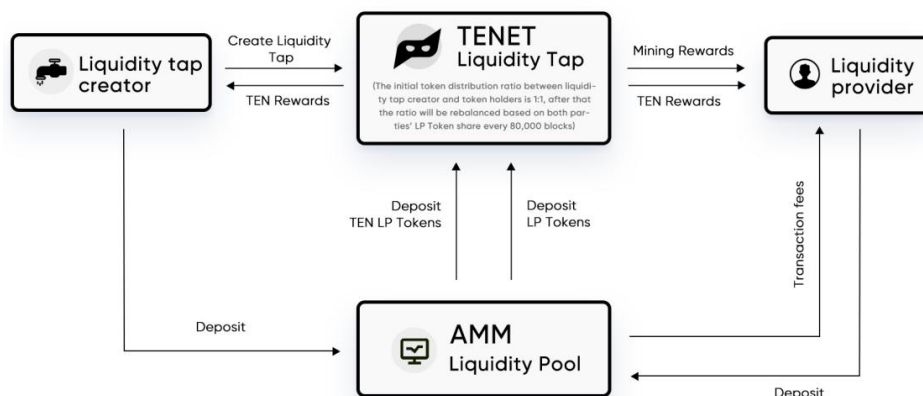 Liquidity tap
creator
Create Liquidity
Tap
TEN Rewards
TENET
Liquidity Tap
(The initial token distribution ratio between liquidi-
ty tap creator and token holders is 1:1, after that
the ratio will be rebalanced based on both par-
ties' LP Token share every 80,000 blocks)
Mining Rewards
TEN Rewards
Liquidity
provider
Deposit
TEN LP Tokens
Deposit
LP Tokens
Transaction fees
Deposit
AMM
Liquidity Pool
Deposit